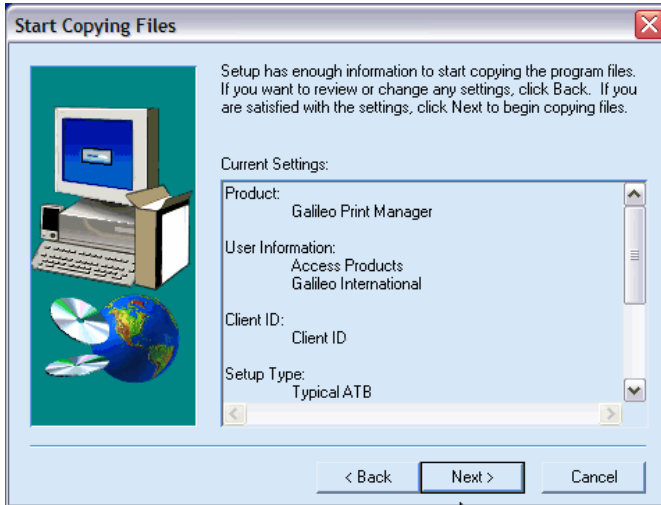 Start Copying Files
Setup has enough information to start copying the program files.
If you want to review or change any settings, click Back. If you
are satisfied with the settings, click Next to begin copying files.
Current Settings:
Product:
Galileo Print Manager
User Information:
Access Products
Galileo International
Client ID:
Client ID
Setup Type:
Typical ATB
< Back
Next >
Cancel